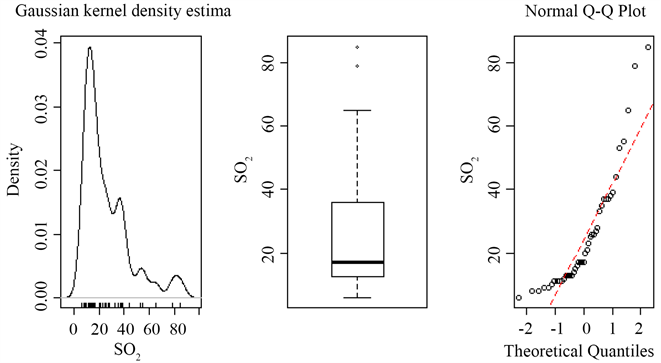 Gaussian kernel density estima
Density
0.00 0.01 0.02 0.03 0.04
0 20 40 60 80
SO2
SO2
20 40 60 80
Normal Q-Q Plot
SO2
20 40 60 80
-2 -1 0 1 2
Theoretical Quantiles